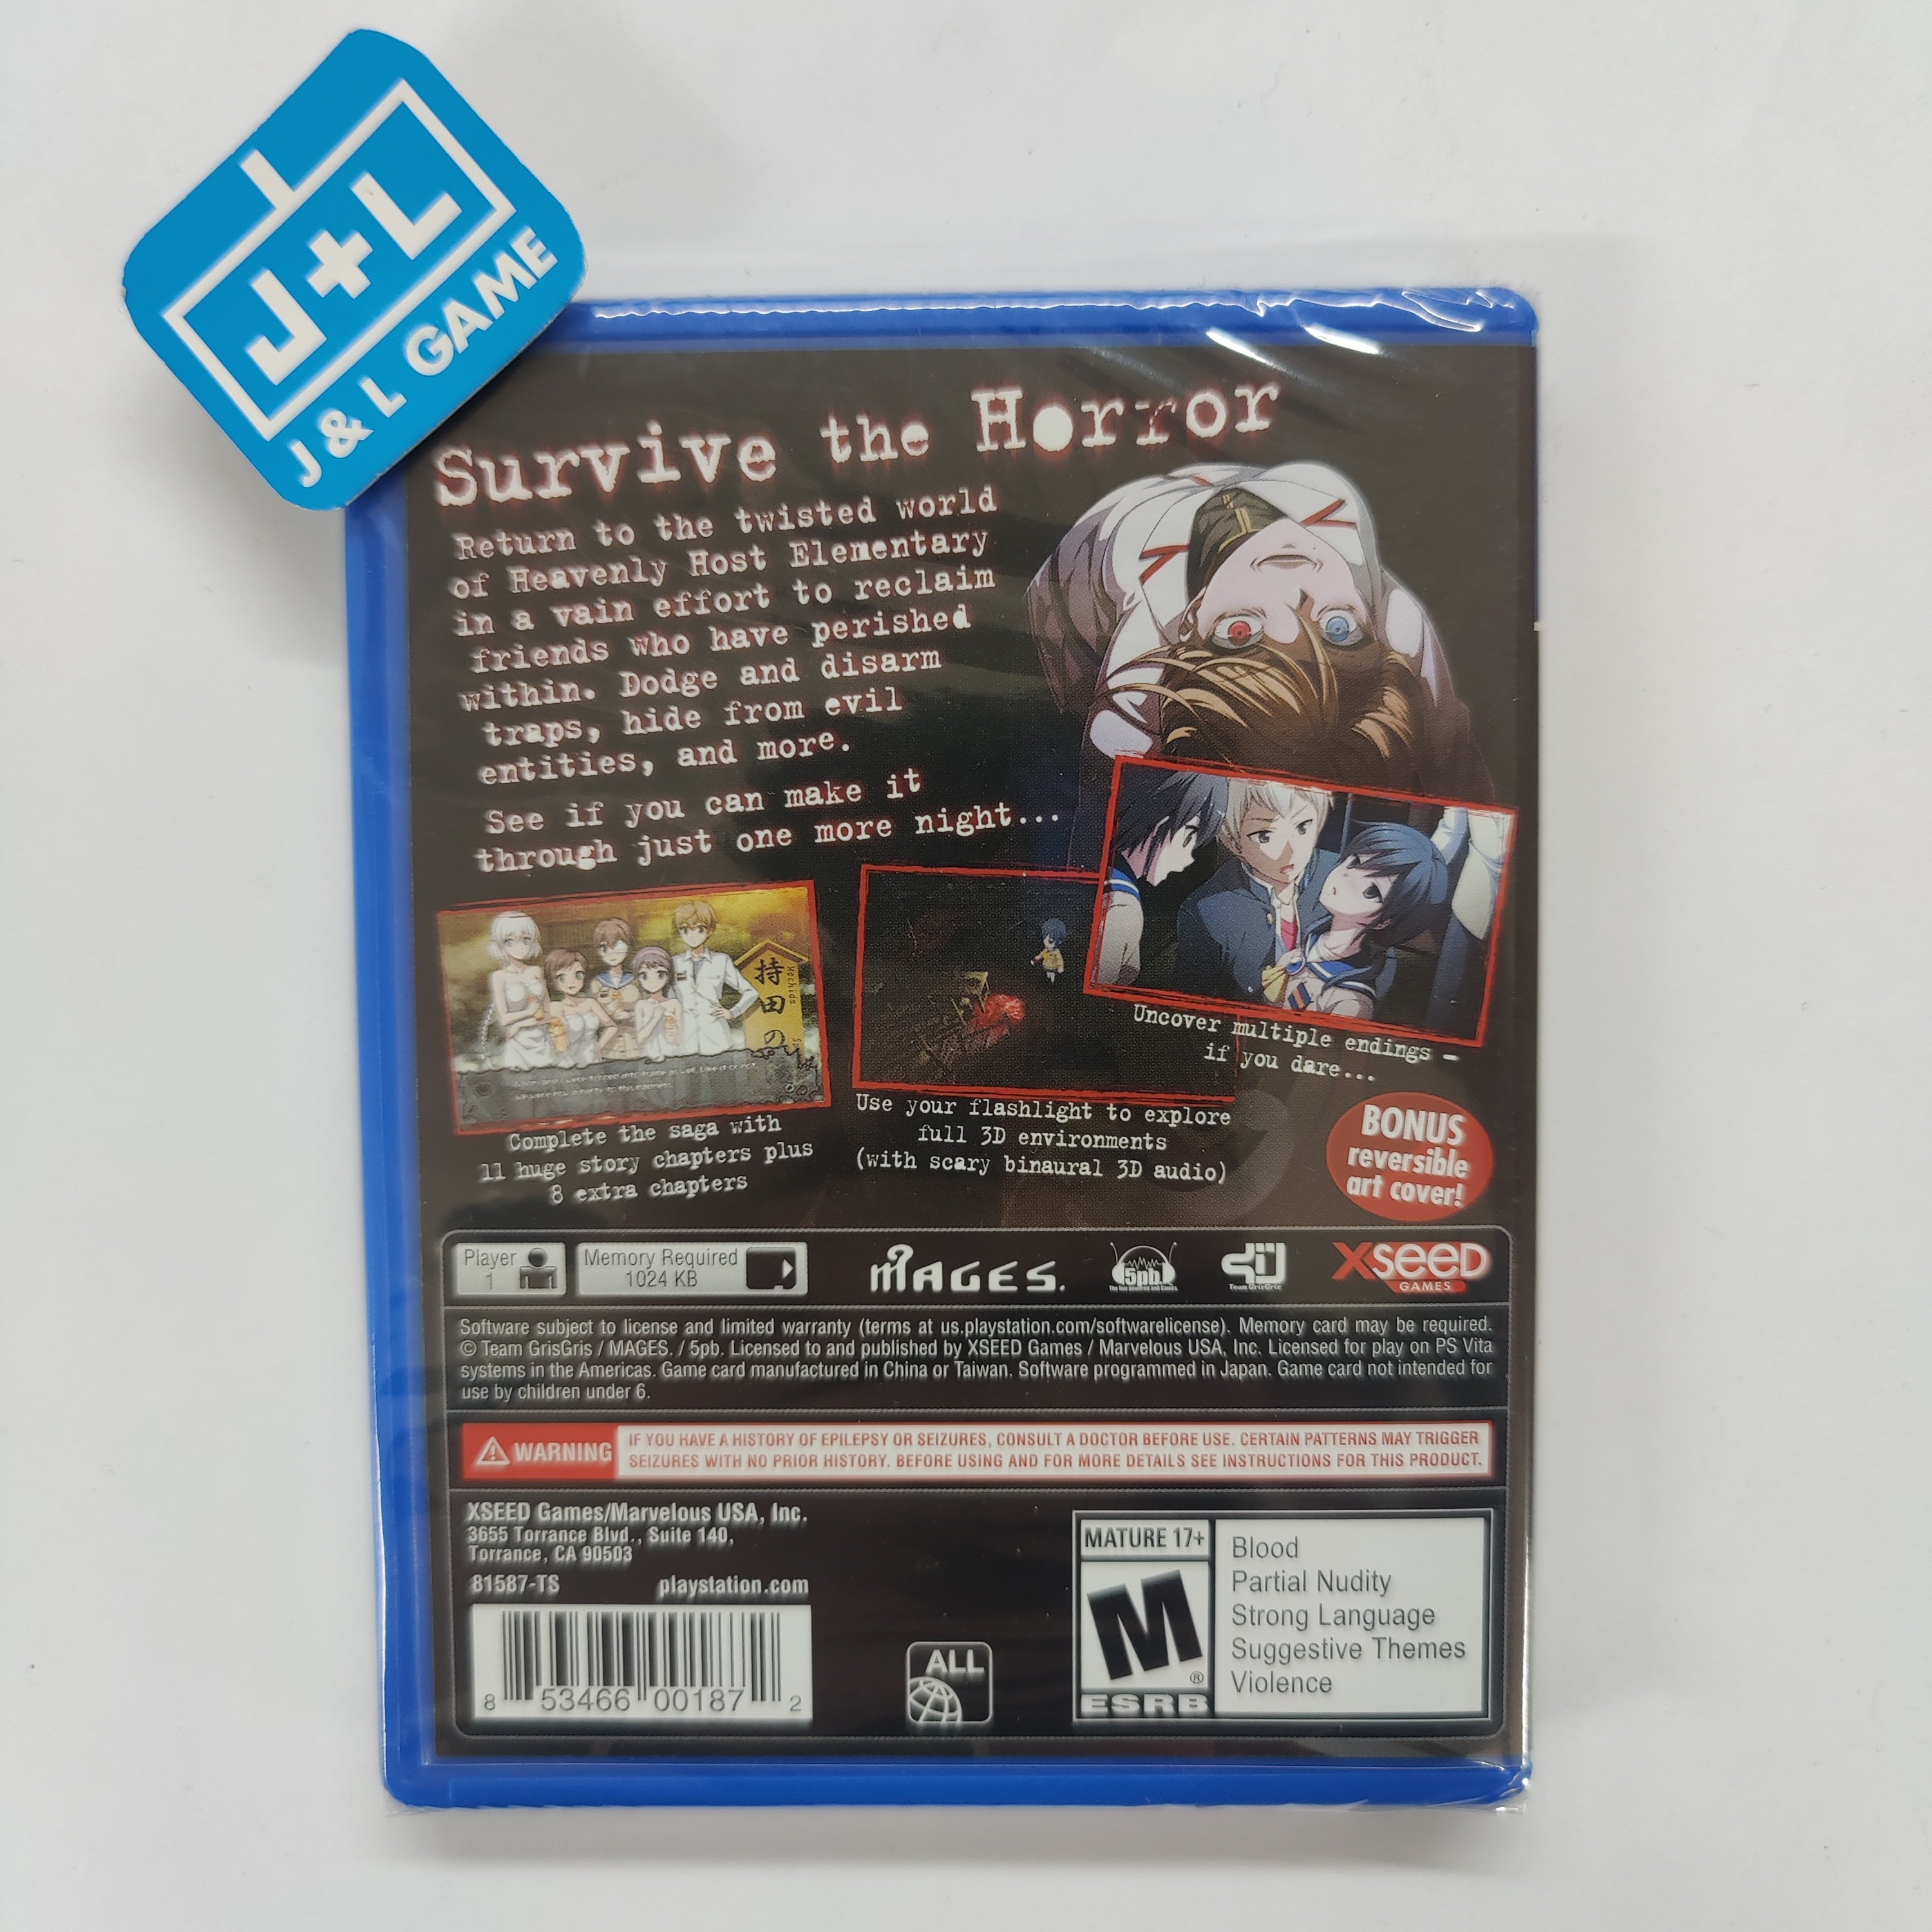 J+L
J & L GAME
Survive the Horror
Return to the twisted world
of Heavenly Host Elementary
in a vain effort to reclaim
friends who have perished
within. Dodge and disarm
traps, hide from evil
entities, and more.
See if you can make it
through just one more night...
持田の
Mochida
Complete the saga with
11 huge story chapters plus
8 extra chapters
Use your flashlight to explore
full 3D environments
(with scary binaural 3D audio)
Uncover multiple endings –
if you dare...
BONUS
reversible
art cover!
Player
1
Memory Required
1024 KB
MAGES.
5pb.
Team GrisGris
XSEED
GAMES
Software subject to license and limited warranty (terms at us.playstation.com/softwarelicense). Memory card may be required.
© Team GrisGris / MAGES. / 5pb. Licensed to and published by XSEED Games / Marvelous USA, Inc. Licensed for play on PS Vita
systems in the Americas. Game card manufactured in China or Taiwan. Software programmed in Japan. Game card not intended for
use by children under 6.
WARNING
IF YOU HAVE A HISTORY OF EPILEPSY OR SEIZURES, CONSULT A DOCTOR BEFORE USE. CERTAIN PATTERNS MAY TRIGGER
SEIZURES WITH NO PRIOR HISTORY. BEFORE USING AND FOR MORE DETAILS SEE INSTRUCTIONS FOR THIS PRODUCT.
XSEED Games/Marvelous USA, Inc.
3655 Torrance Blvd., Suite 140,
Torrance, CA 90503
81587-TS playstation.com
8 53466 00187 2
ALL
MATURE 17+
M
®
ESRB
Blood
Partial Nudity
Strong Language
Suggestive Themes
Violence